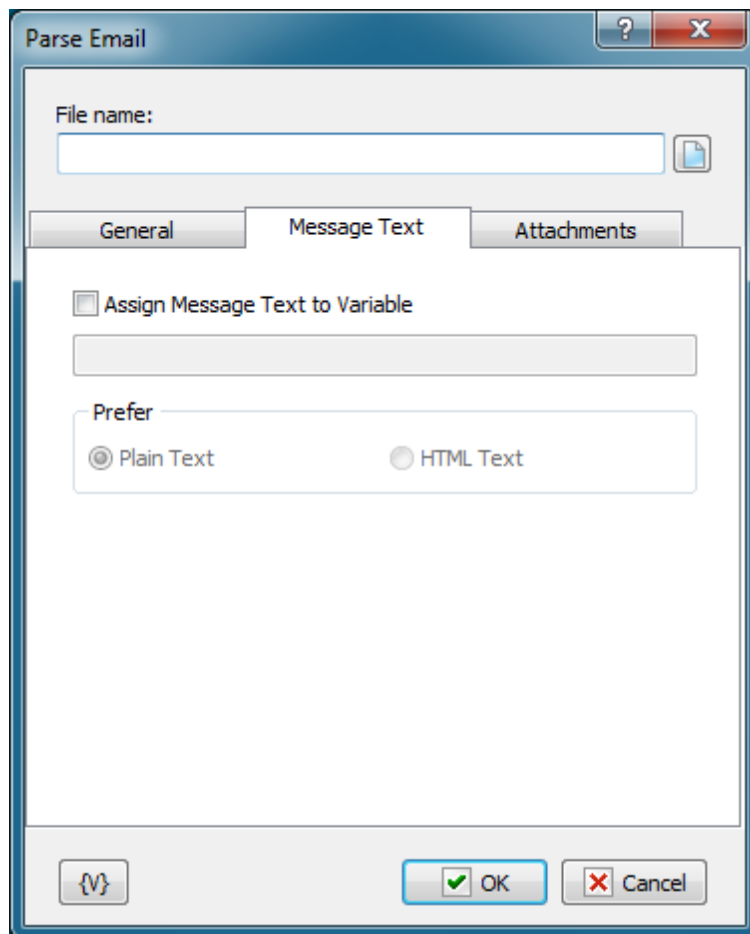 Parse Email
?
File name:
General Message Text Attachments
Assign Message Text to Variable
Prefer
Plain Text HTML Text
{V} OK Cancel